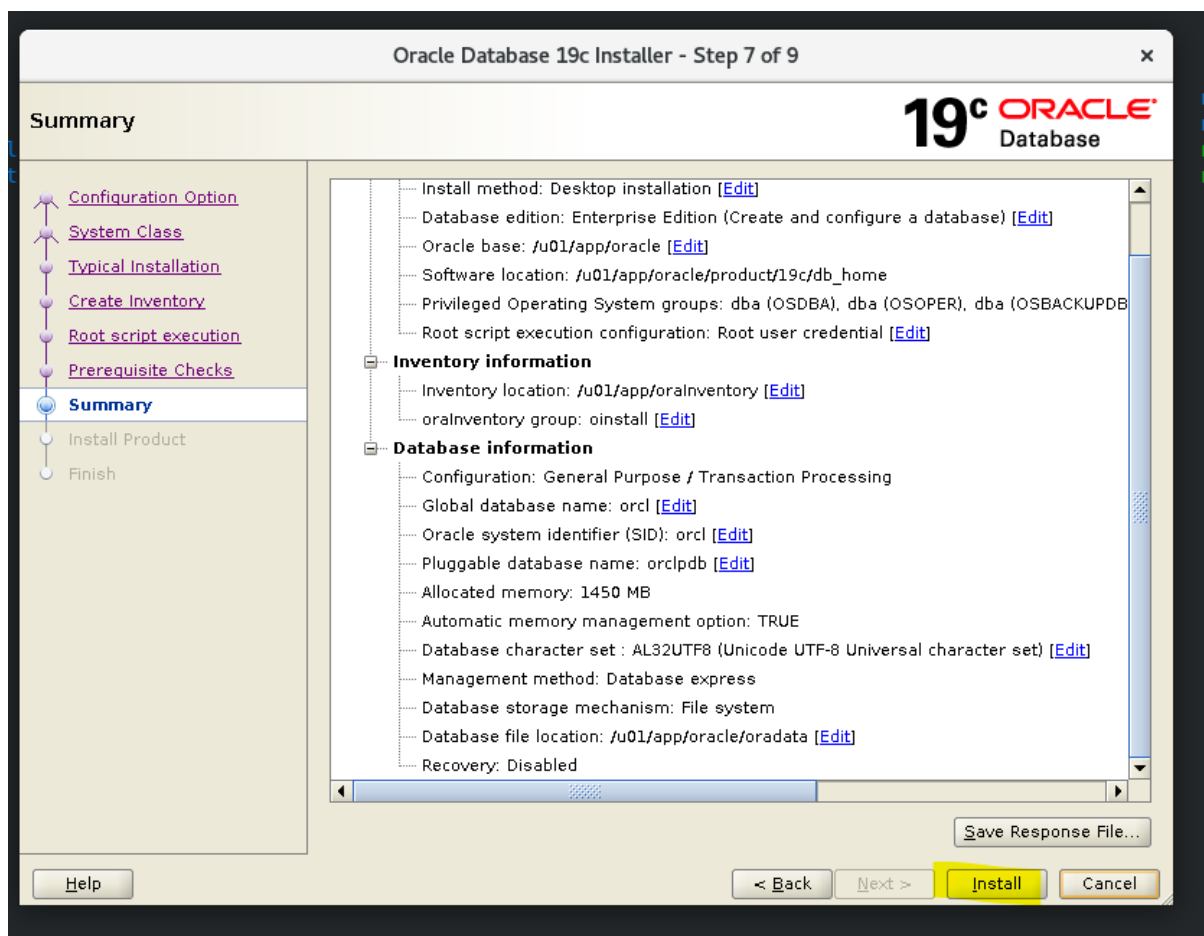 Oracle Database 19c Installer - Step 7 of 9
Summary
19c ORACLE
Database
Configuration Option
System Class
Typical Installation
Create Inventory
Root script execution
Prerequisite Checks
Summary
Install Product
Finish
Install method: Desktop installation [Edit]
Database edition: Enterprise Edition (Create and configure a database) [Edit]
Oracle base: /u01/app/oracle [Edit]
Software location: /u01/app/oracle/product/19c/db_home
Privileged Operating System groups: dba (OSDBA), dba (OSOPER), dba (OSBACKUPDB
Root script execution configuration: Root user credential [Edit]
Inventory information
Inventory location: /u01/app/oraInventory [Edit]
oraInventory group: oinstall [Edit]
Database information
Configuration: General Purpose / Transaction Processing
Global database name: orcl [Edit]
Oracle system identifier (SID): orcl [Edit]
Pluggable database name: orclpdb [Edit]
Allocated memory: 1450 MB
Automatic memory management option: TRUE
Database character set : AL32UTF8 (Unicode UTF-8 Universal character set) [Edit]
Management method: Database express
Database storage mechanism: File system
Database file location: /u01/app/oracle/oradata [Edit]
Recovery: Disabled
Save Response File...
Help
< Back
Next >
Install
Cancel